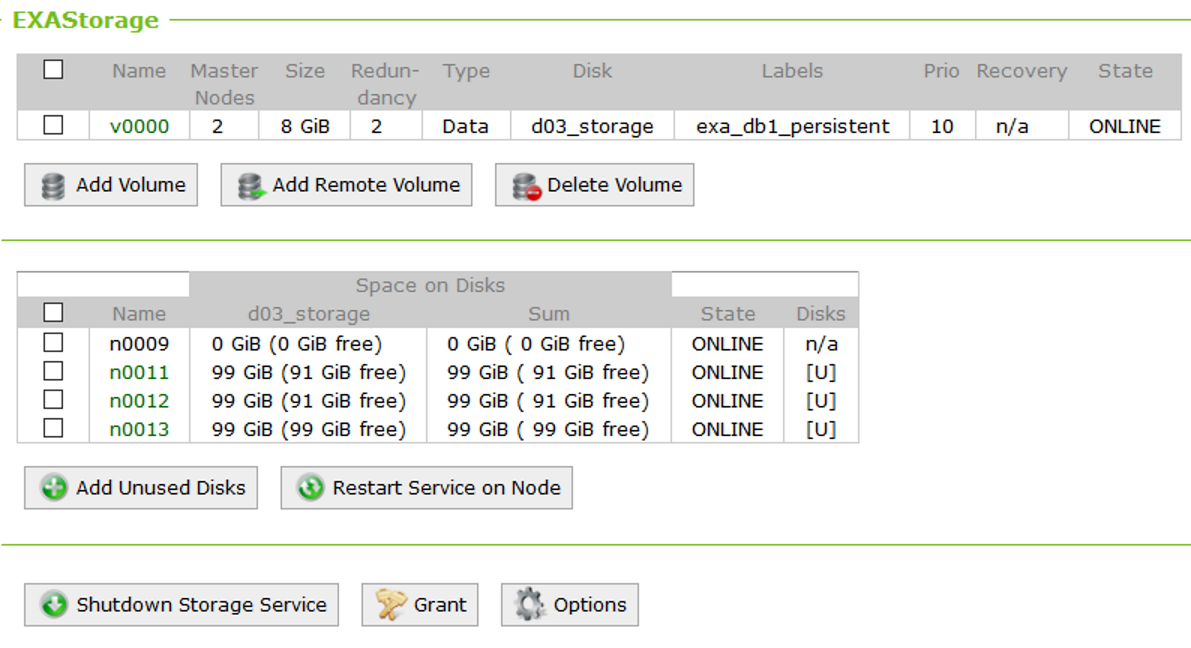 EXAStorage
Name Master Nodes Size Redun-dancy Type Disk Labels Prio Recovery State
v0000 2 8 GiB 2 Data d03_storage exa_db1_persistent 10 n/a ONLINE
Add Volume Add Remote Volume Delete Volume
Space on Disks
Name d03_storage Sum State Disks
n0009 0 GiB (0 GiB free) 0 GiB ( 0 GiB free) ONLINE n/a
n0011 99 GiB (91 GiB free) 99 GiB ( 91 GiB free) ONLINE [U]
n0012 99 GiB (91 GiB free) 99 GiB ( 91 GiB free) ONLINE [U]
n0013 99 GiB (99 GiB free) 99 GiB ( 99 GiB free) ONLINE [U]
Add Unused Disks Restart Service on Node
Shutdown Storage Service Grant Options